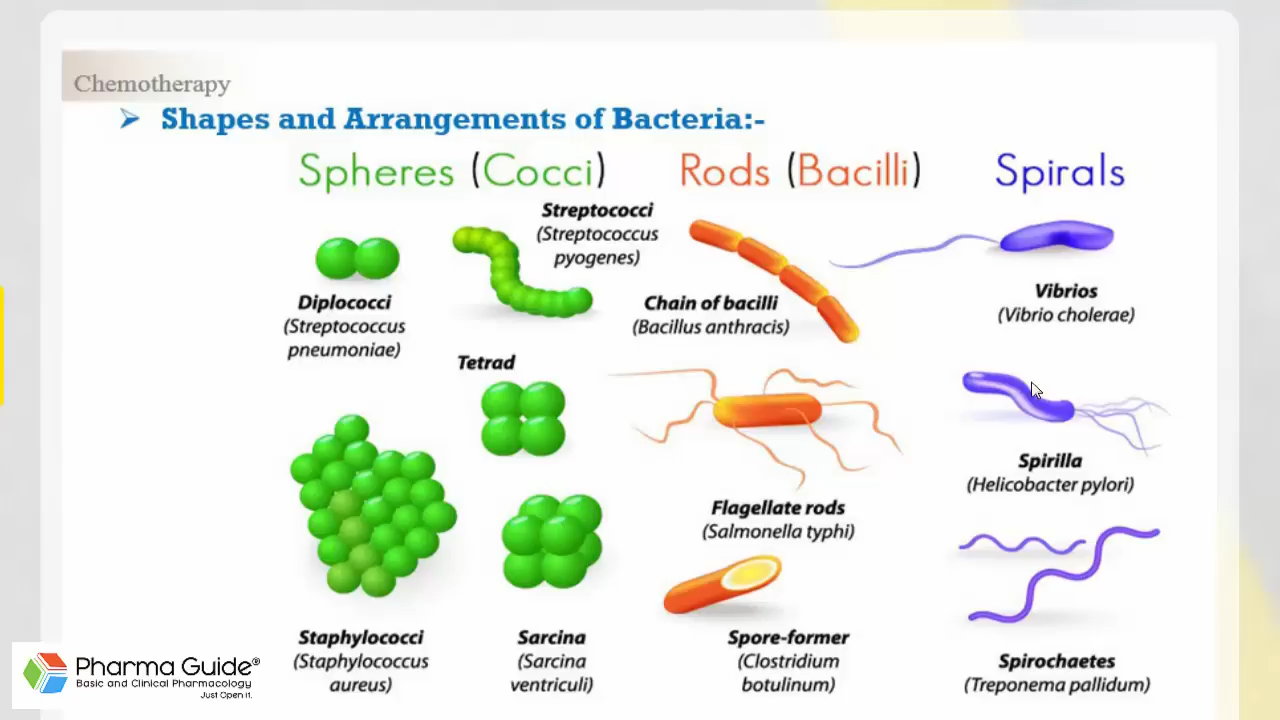 Chemotherapy
➢ Shapes and Arrangements of Bacteria:-
Spheres (Cocci)
Rods (Bacilli)
Spirals
Diplococci
(Streptococcus
pneumoniae)
Streptococci
(Streptococcus
pyogenes)
Tetrad
Staphylococci
(Staphylococcus
aureus)
Sarcina
(Sarcina
ventriculi)
Chain of bacilli
(Bacillus anthracis)
Flagellate rods
(Salmonella typhi)
Spore-former
(Clostridium
botulinum)
Vibrios
(Vibrio cholerae)
Spirilla
(Helicobacter pylori)
Spirochaetes
(Treponema pallidum)
Pharma Guide®
Basic and Clinical Pharmacology
Just Open it.